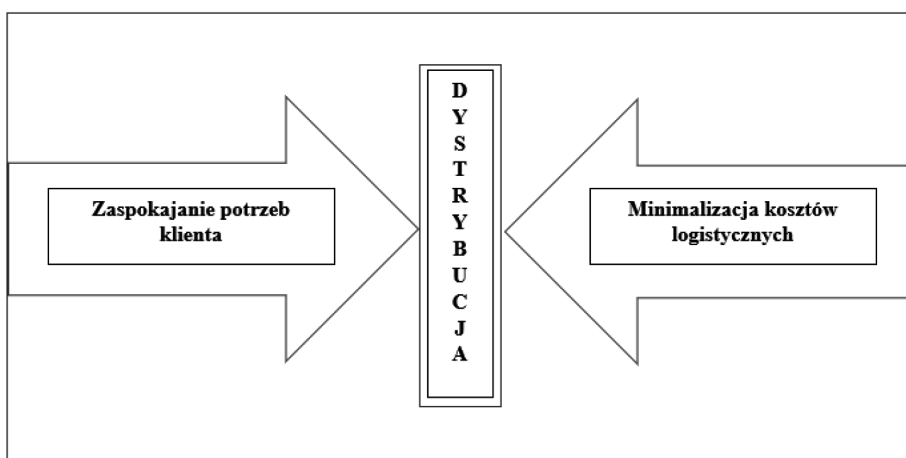 Zaspokajanie potrzeb
klienta
D
Y
S
T
R
Y
B
U
C
J
A
Minimalizacja kosztów
logistycznych